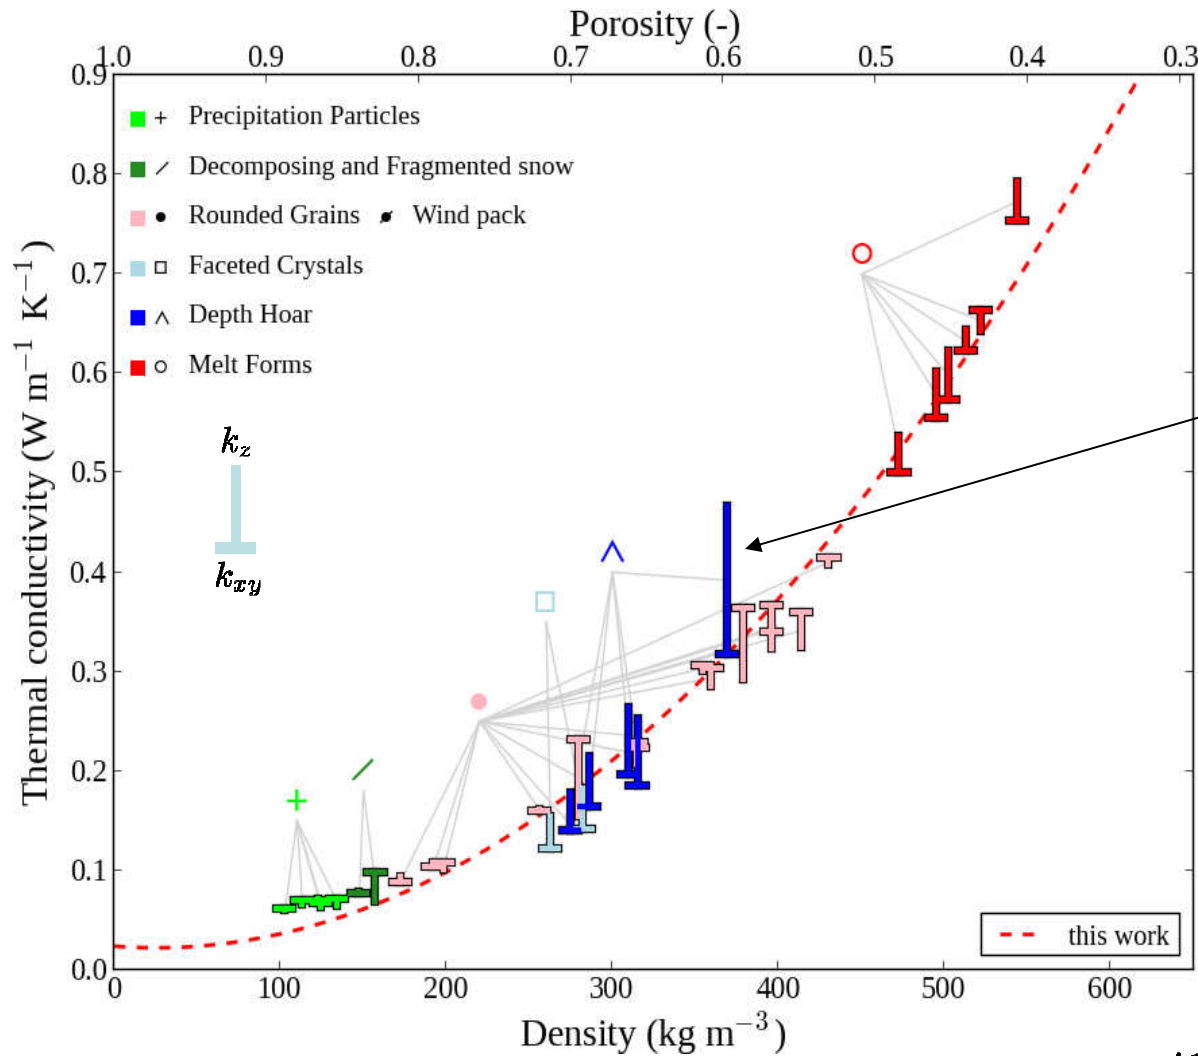 Porosity (-)
1.0 0.9 0.8 0.7 0.6 0.5 0.4 0.3
0.9
0.8
0.7
0.6
0.5
0.4
0.3
0.2
0.1
0.0
Thermal conductivity (W m⁻¹ K⁻¹)
+ Precipitation Particles
Decomposing and Fragmented snow
Rounded Grains Wind pack
Faceted Crystals
Depth Hoar
Melt Forms
k_z
k_xy
this work
0 100 200 300 400 500 600
Density (kg m⁻³)